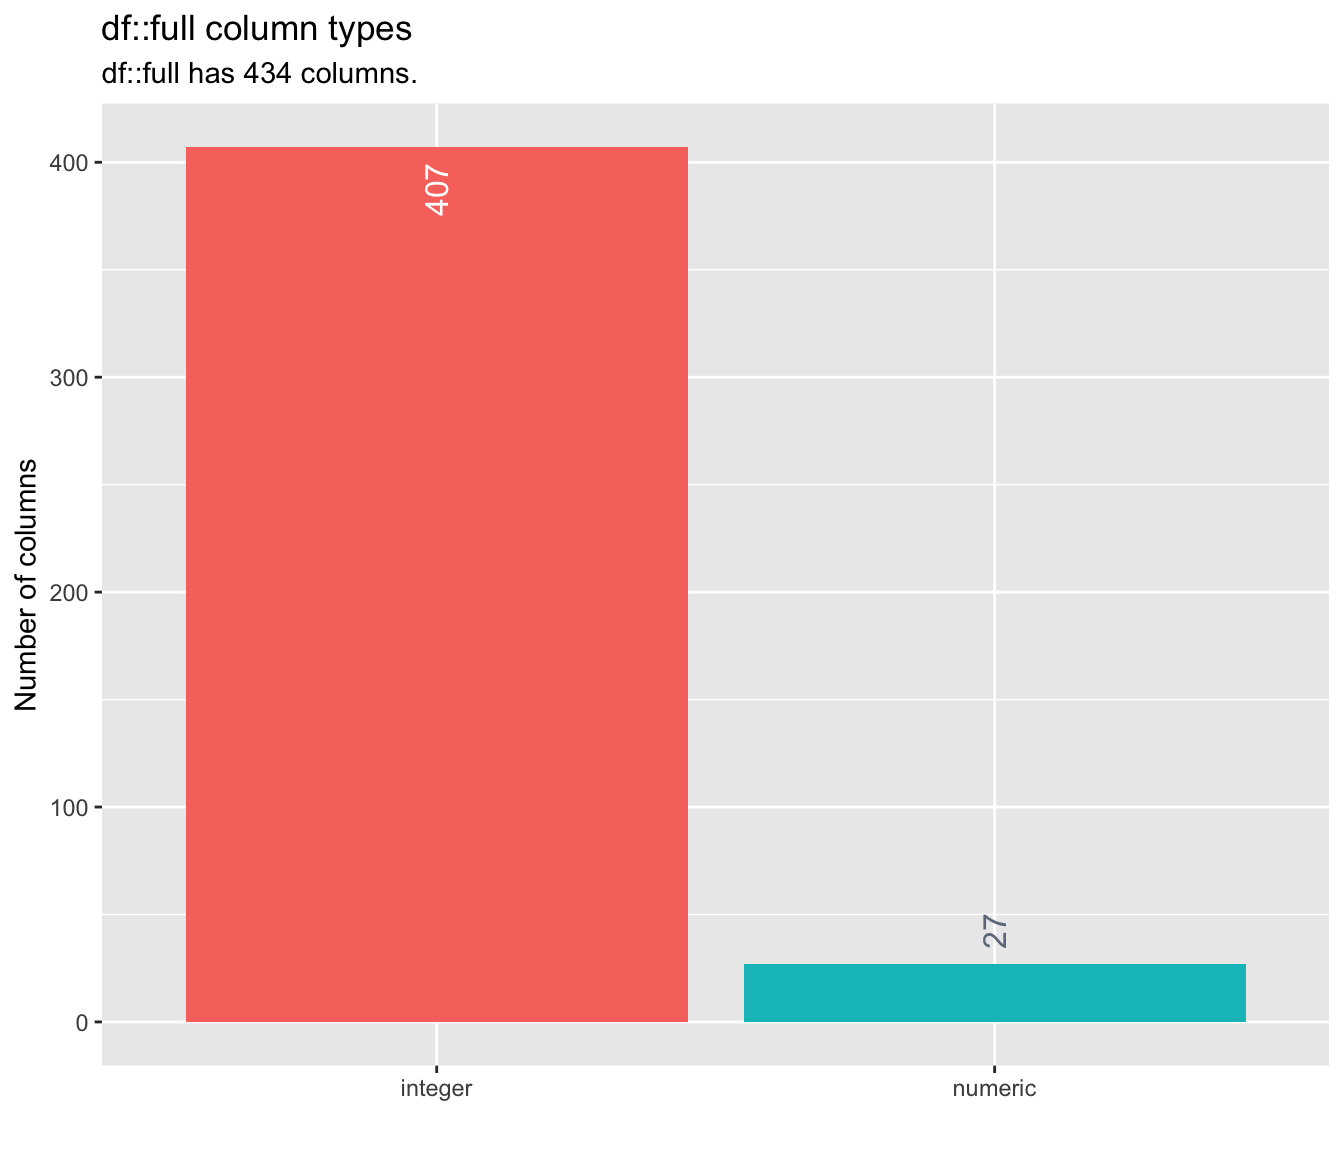 df::full column types
df::full has 434 columns.
Number of columns
400
300
200
100
0
407
27
integer
numeric